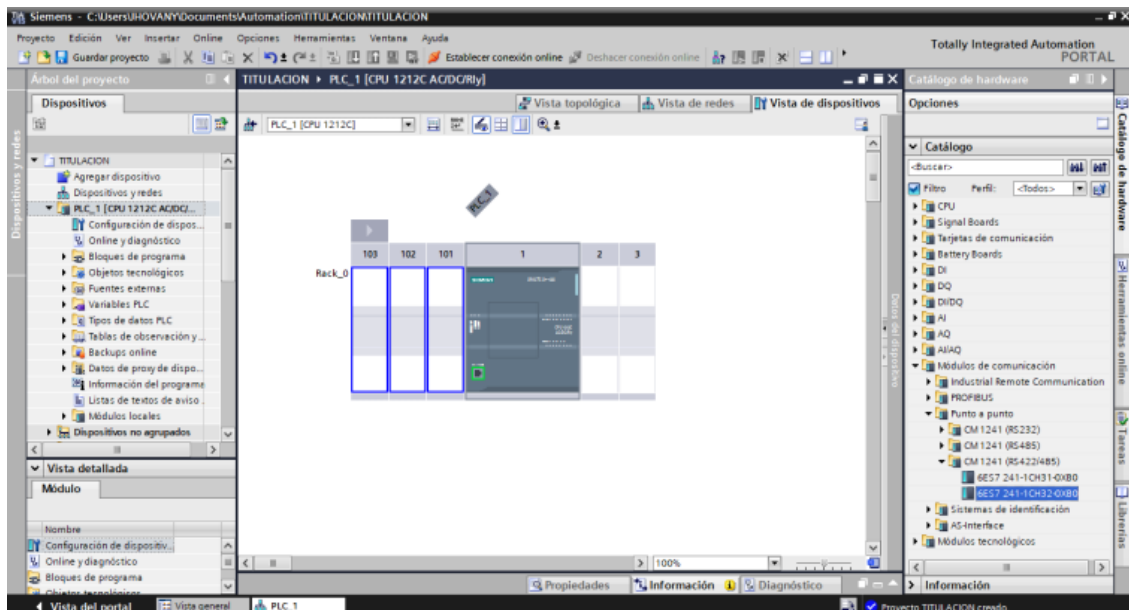 Siemens - C:\Users\JHOVANY\Documents\Automation\TITULACION\TITULACION
Proyecto Edición Ver Insertar Online Opciones Herramientas Ventana Ayuda
Guardar proyecto
Establecer conexión online
Deshacer conexión online
Totally Integrated Automation
PORTAL
Árbol del proyecto
TITULACION ▸ PLC_1 [CPU 1212C AC/DC/Rly]
Catálogo de hardware
Dispositivos
Vista topológica
Vista de redes
Vista de dispositivos
Opciones
PLC_1 [CPU 1212C]
Dispositivos y redes
TITULACION
Agregar dispositivo
Dispositivos y redes
PLC_1 [CPU 1212C AC/DC/...
Configuración de dispos...
Online y diagnóstico
Bloques de programa
Objetos tecnológicos
Fuentes externas
Variables PLC
Tipos de datos PLC
Tablas de observación y ...
Backups online
Datos de proxy de dispo...
Información del programa
Listas de textos de aviso
Módulos locales
Dispositivos no agrupados
Vista detallada
Módulo
Nombre
Configuración de dispositiv...
Online y diagnóstico
Bloques de programa
Objetos tecnológicos
PLC_1
103 102 101 1 2 3
Rack_0
SIEMENS
100%
Datos del dispositivo
Propiedades
Información
Diagnóstico
Catálogo
<Buscar>
Filtro
Perfil:
<Todos>
CPU
Signal Boards
Tarjetas de comunicación
Battery Boards
DI
DQ
DI/DQ
AI
AQ
AI/AQ
Módulos de comunicación
Industrial Remote Communication
PROFIBUS
Punto a punto
CM 1241 (RS232)
CM 1241 (RS485)
CM 1241 (RS422/485)
6ES7 241-1CH31-0XB0
6ES7 241-1CH32-0XB0
Sistemas de identificación
AS-Interface
Módulos tecnológicos
Información
Catálogo de hardware
Herramientas online
Tareas
Librerías
Vista del portal
Vista general
PLC_1
Proyecto TITULACION creado